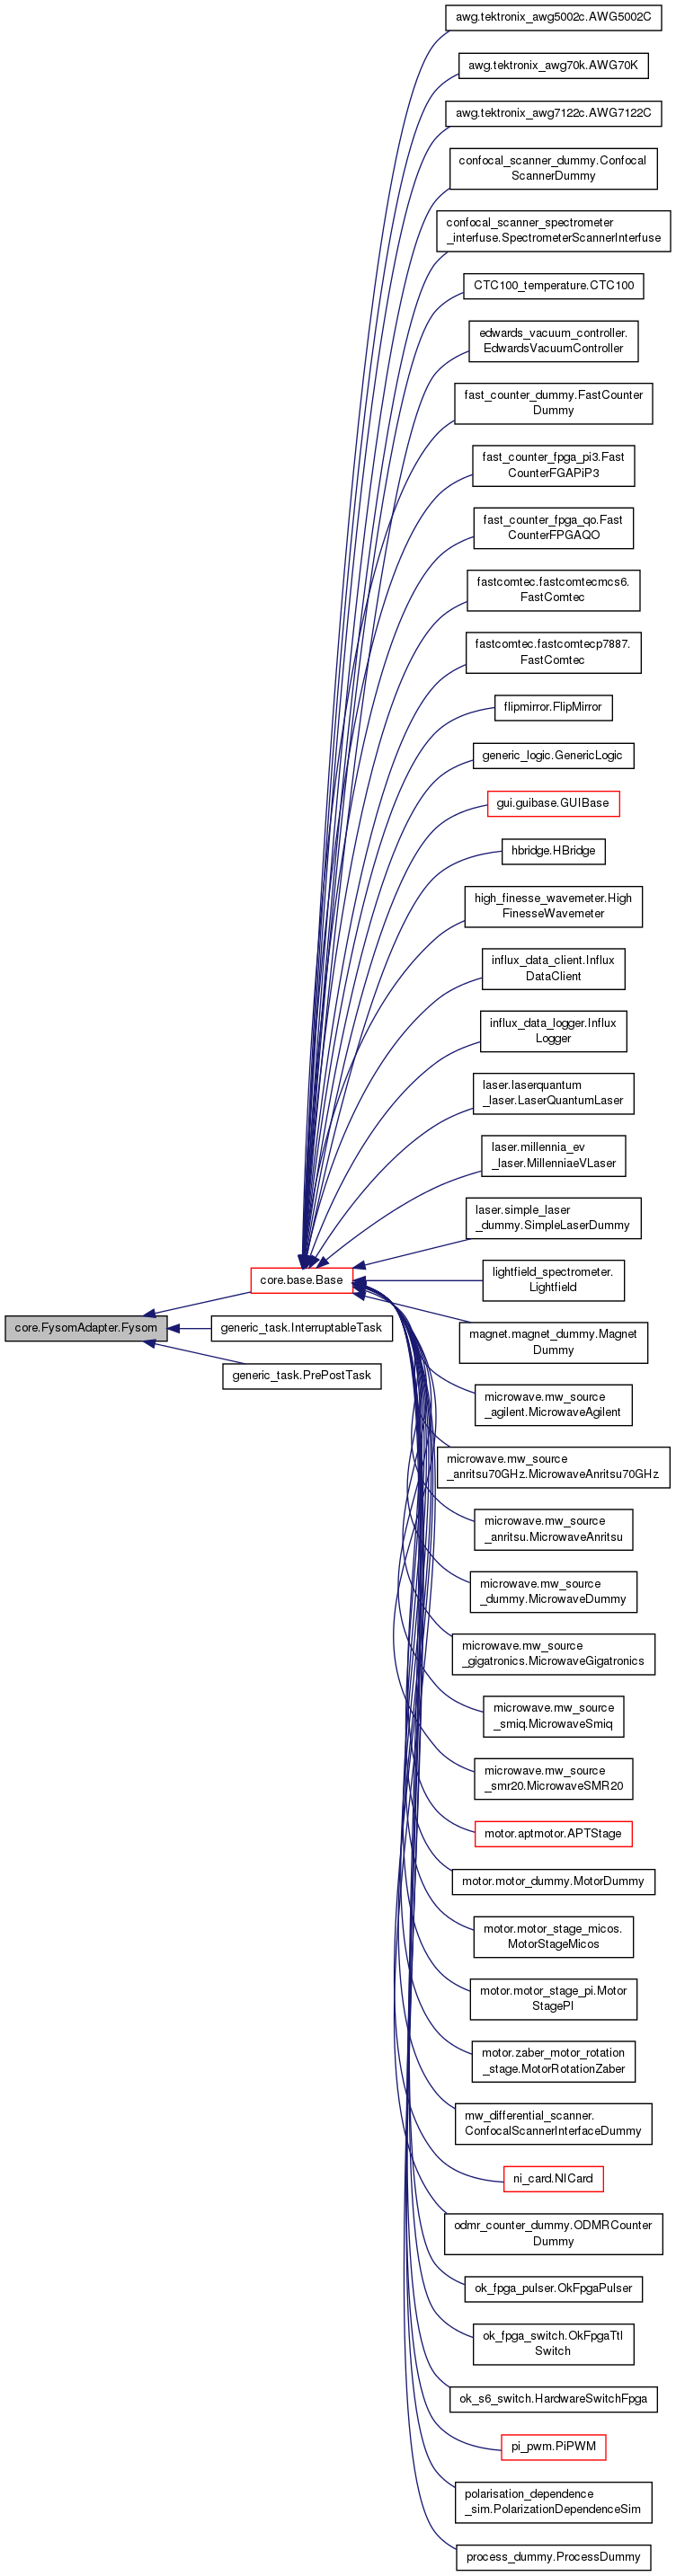 awg.tektronix_awg5002c.AWG5002C
awg.tektronix_awg70k.AWG70K
awg.tektronix_awg7122c.AWG7122C
confocal_scanner_dummy.Confocal
ScannerDummy
confocal_scanner_spectrometer
_interfuse.SpectrometerScannerInterfuse
CTC100_temperature.CTC100
edwards_vacuum_controller.
EdwardsVacuumController
fast_counter_dummy.FastCounter
Dummy
fast_counter_fpga_pi3.Fast
CounterFGAPiP3
fast_counter_fpga_qo.Fast
CounterFPGAQO
fastcomtec.fastcomtecmcs6.
FastComtec
fastcomtec.fastcomtecp7887.
FastComtec
flipmirror.FlipMirror
generic_logic.GenericLogic
gui.guibase.GUIBase
hbridge.HBridge
high_finesse_wavemeter.High
FinesseWavemeter
influx_data_client.Influx
DataClient
influx_data_logger.Influx
Logger
laser.laserquantum
_laser.LaserQuantumLaser
laser.millennia_ev
_laser.MillenniaeVLaser
laser.simple_laser
_dummy.SimpleLaserDummy
core.base.Base
lightfield_spectrometer.
Lightfield
core.FysomAdapter.Fysom
generic_task.InterruptableTask
magnet.magnet_dummy.Magnet
Dummy
generic_task.PrePostTask
microwave.mw_source
_agilent.MicrowaveAgilent
microwave.mw_source
_anritsu70GHz.MicrowaveAnritsu70GHz
microwave.mw_source
_anritsu.MicrowaveAnritsu
microwave.mw_source
_dummy.MicrowaveDummy
microwave.mw_source
_gigatronics.MicrowaveGigatronics
microwave.mw_source
_smiq.MicrowaveSmiq
microwave.mw_source
_smr20.MicrowaveSMR20
motor.aptmotor.APTStage
motor.motor_dummy.MotorDummy
motor.motor_stage_micos.
MotorStageMicos
motor.motor_stage_pi.Motor
StagePI
motor.zaber_motor_rotation
_stage.MotorRotationZaber
mw_differential_scanner.
ConfocalScannerInterfaceDummy
ni_card.NICard
odmr_counter_dummy.ODMRCounter
Dummy
ok_fpga_pulser.OkFpgaPulser
ok_fpga_switch.OkFpgaTtl
Switch
ok_s6_switch.HardwareSwitchFpga
pi_pwm.PiPWM
polarisation_dependence
_sim.PolarizationDependenceSim
process_dummy.ProcessDummy